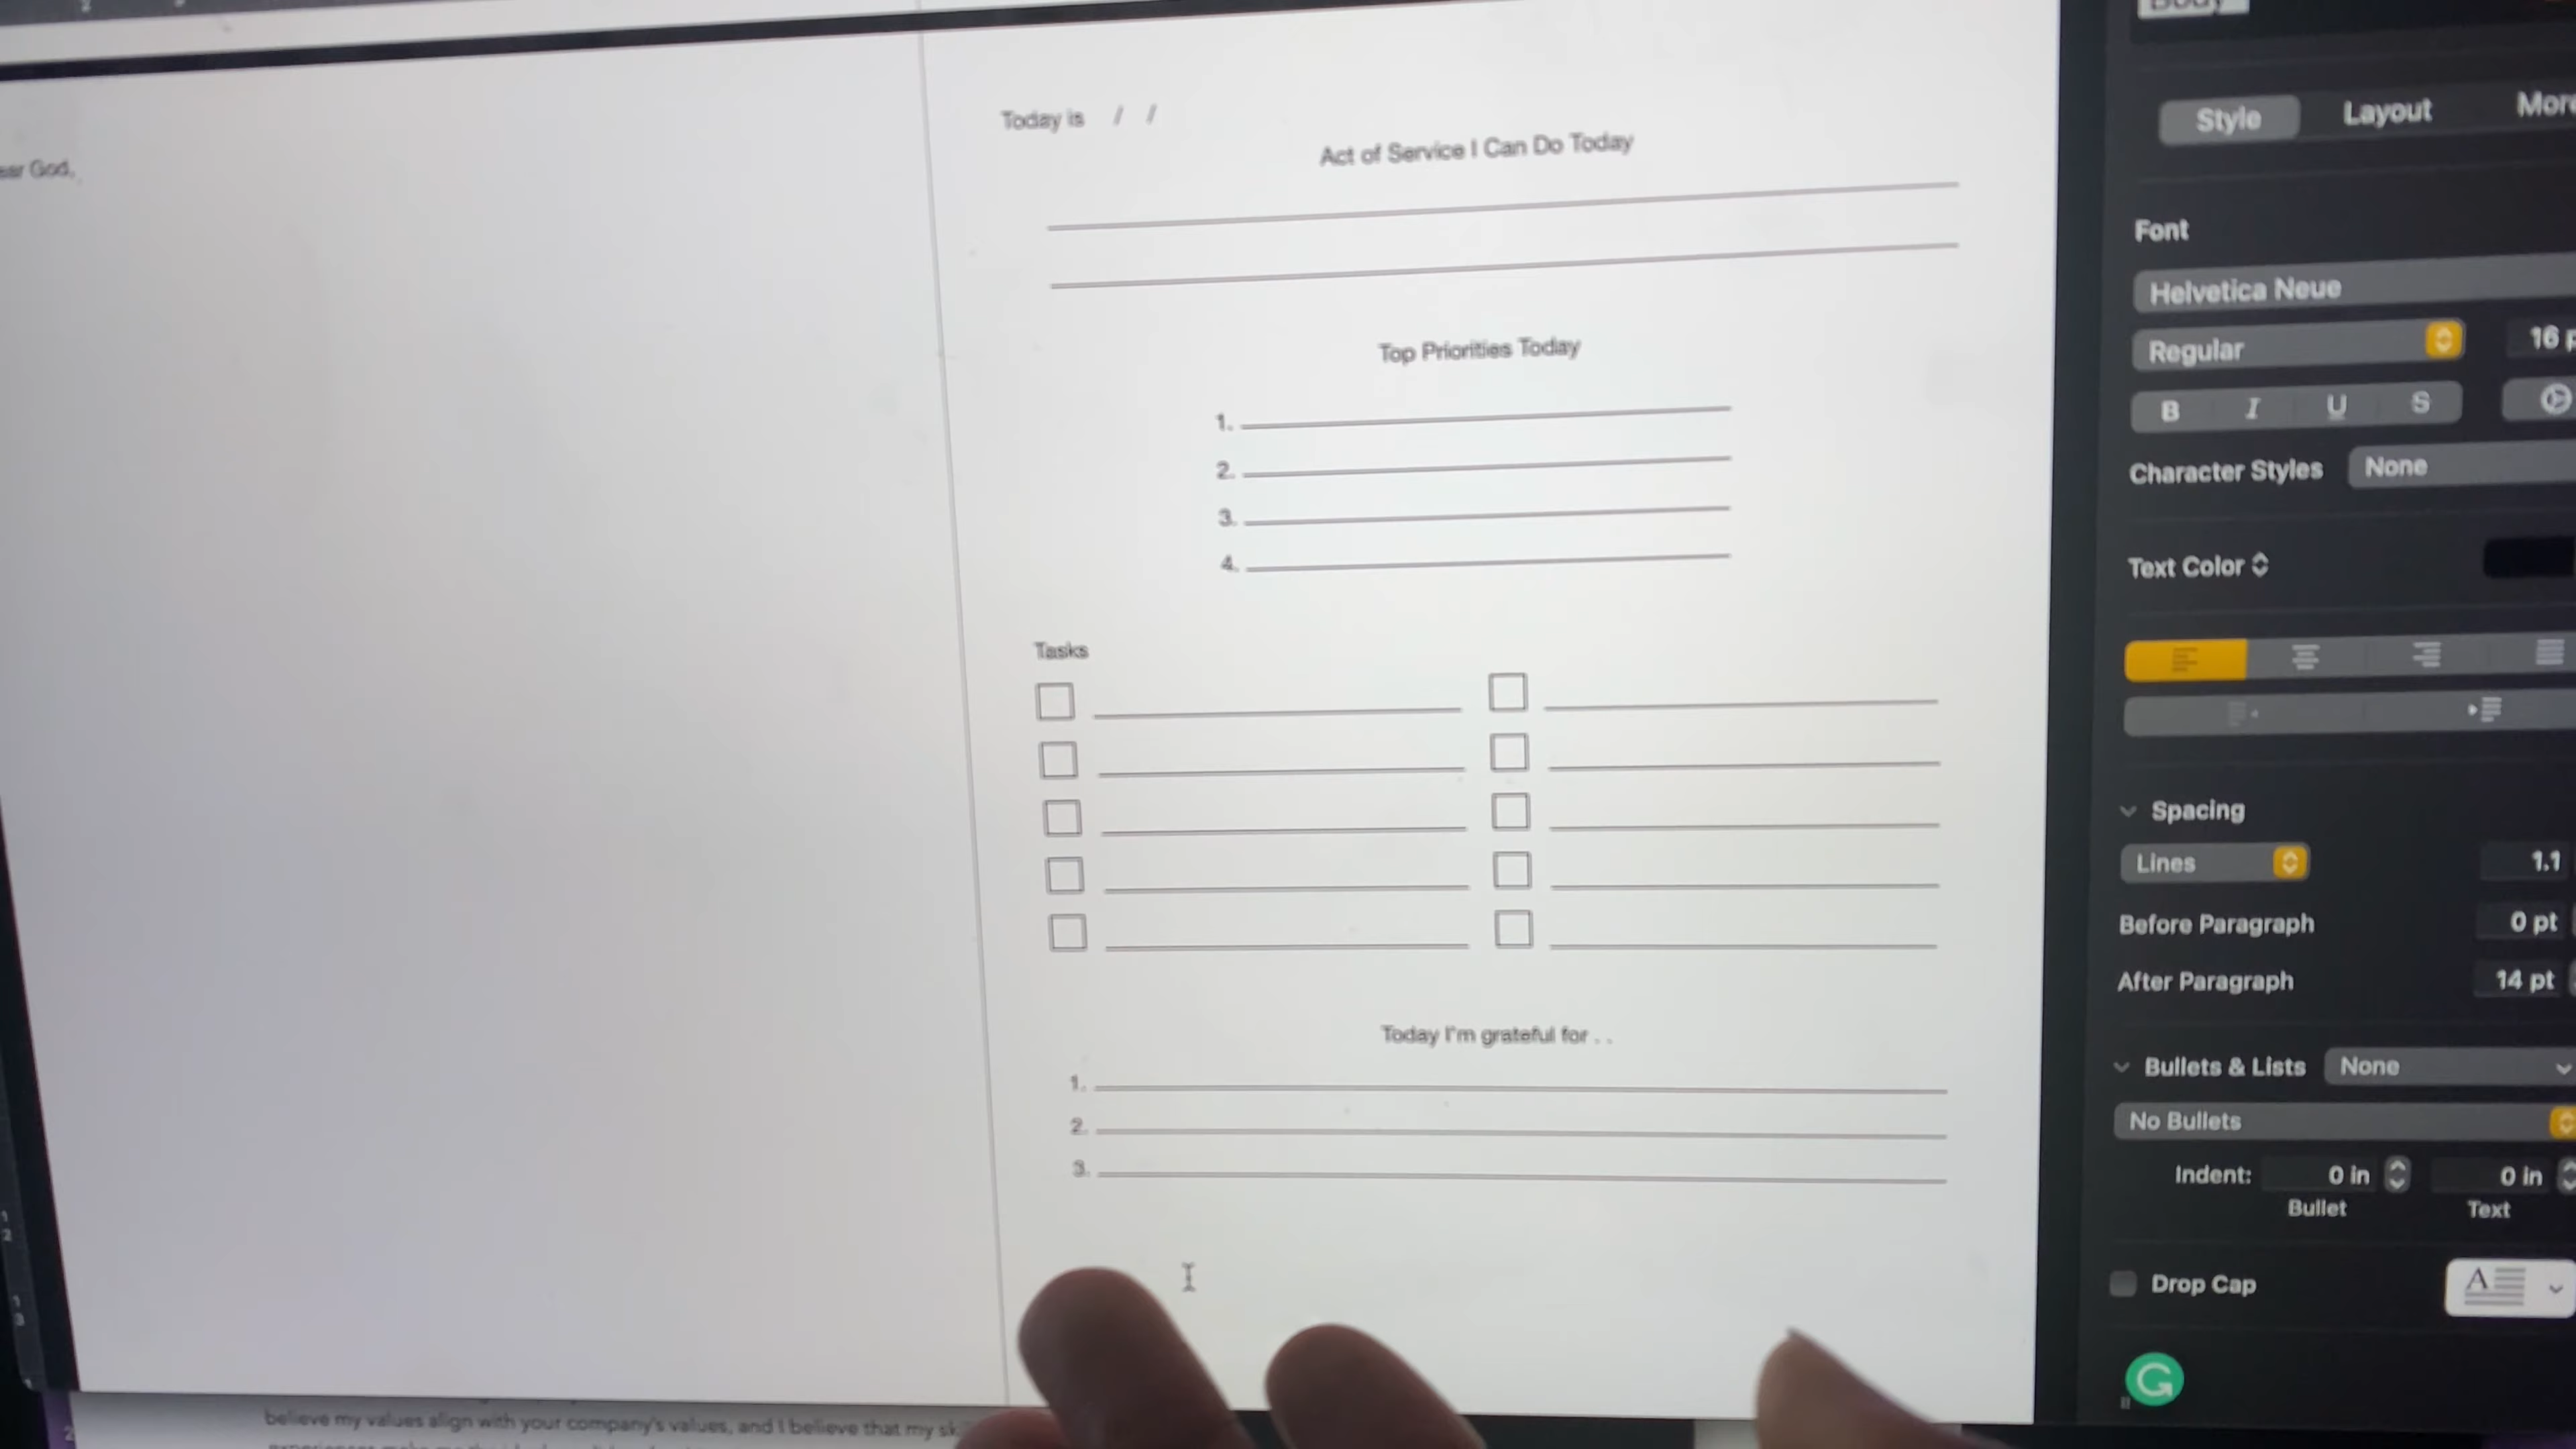 God,
Today is / /
Act of Service I Can Do Today
Top Priorities Today
1.
2.
3.
4.
Tasks
Today I'm grateful for . .
1.
2.
3.
believe my values align with your company's values, and I believe that my
Body
Style Layout More
Font
Helvetica Neue
Regular 16
B I U S
Character Styles None
Text Color
Spacing
Lines 1.1
Before Paragraph 0 pt
After Paragraph 14 pt
Bullets & Lists None
No Bullets
Indent: 0 in 0 in
Bullet Text
Drop Cap A
G